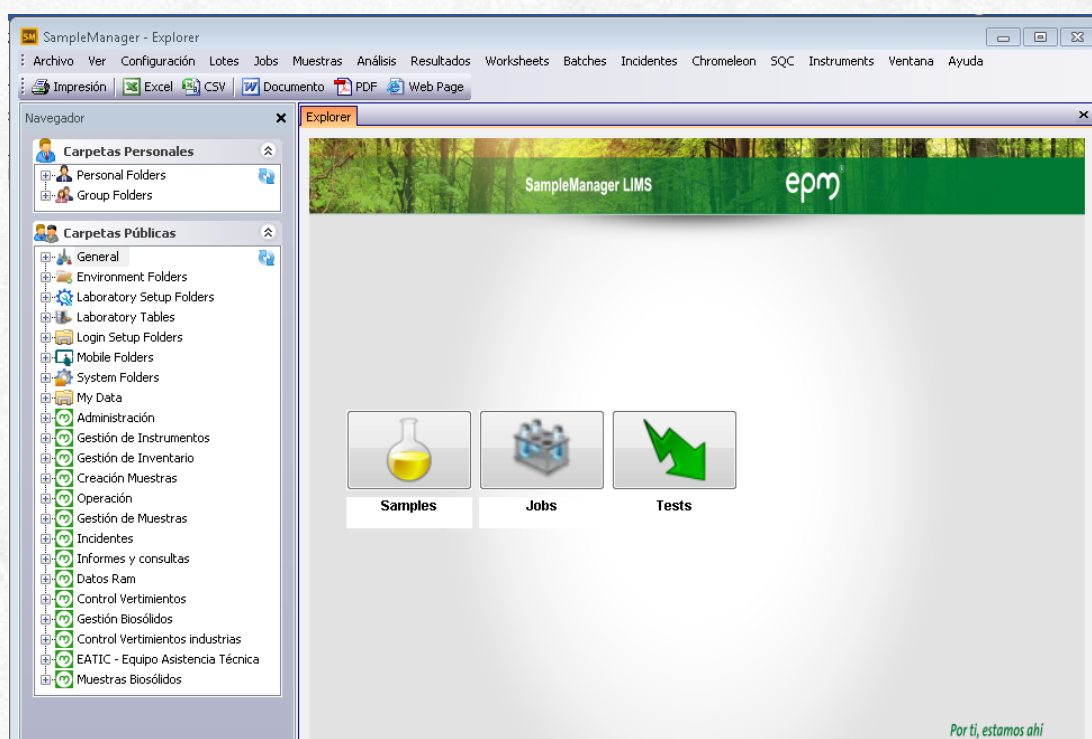 SM SampleManager - Explorer
Archivo Ver Configuración Lotes Jobs Muestras Análisis Resultados Worksheets Batches Incidentes Chromeleon SQC Instruments Ventana Ayuda
Impresión Excel CSV Documento PDF Web Page
Navegador
Explorer
Carpetas Personales
Personal Folders
Group Folders
Carpetas Públicas
General
Environment Folders
Laboratory Setup Folders
Laboratory Tables
Login Setup Folders
Mobile Folders
System Folders
My Data
Administración
Gestión de Instrumentos
Gestión de Inventario
Creación Muestras
Operación
Gestión de Muestras
Incidentes
Informes y consultas
Datos Ram
Control Vertimientos
Gestión Biosólidos
Control Vertimientos industrias
EATIC - Equipo Asistencia Técnica
Muestras Biosólidos
SampleManager LIMS epm®
Samples Jobs Tests
Por ti, estamos ahí